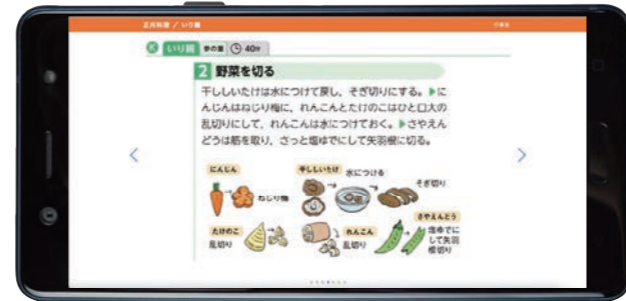 正月料理 / いり鶏
いり鶏 40分
2 野菜を切る
干ししいたけは水につけて戻し、そぎ切りにする。▶に
んじんはねじり梅に、れんこんとたけのこはひと口大の
乱切りにして、れんこんは水につけておく。▶さやえん
どうは筋を取り、さっと塩ゆでにして矢羽根に切る。
にんじん
ねじり梅
干ししいたけ
水につける
そぎ切り
たけのこ
乱切り
れんこん
乱切り
さやえんどう
塩ゆでに
して矢羽
根切り